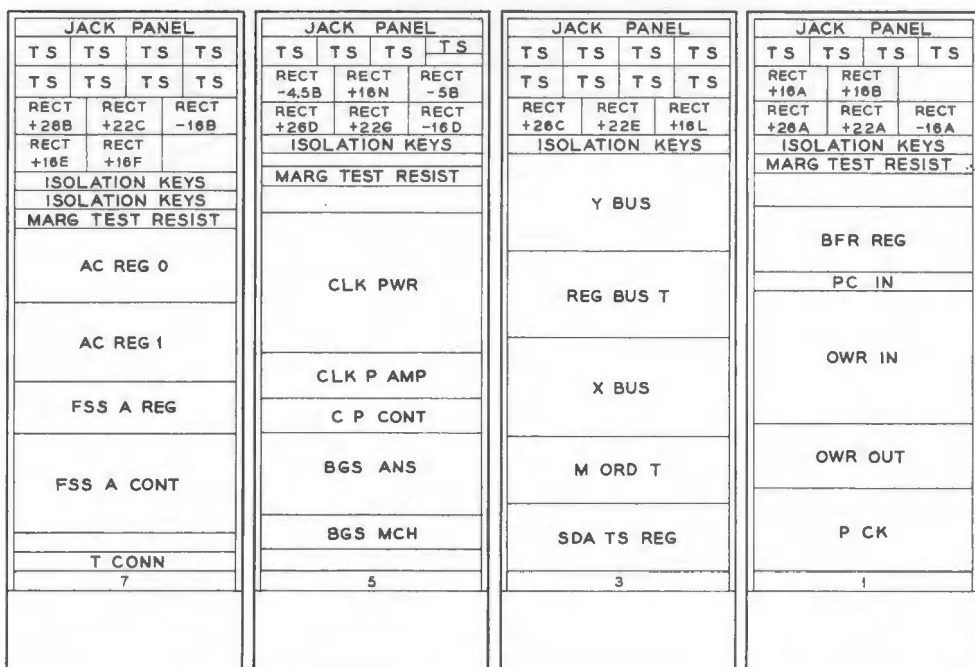 JACK PANEL
TS TS TS TS
TS TS TS TS
RECT +26B RECT +22C RECT -16B
RECT +16E RECT +16F
ISOLATION KEYS
ISOLATION KEYS
MARG TEST RESIST
AC REG 0
AC REG 1
FSS A REG
FSS A CONT
T CONN
7
JACK PANEL
TS TS TS TS
RECT -4.5B RECT +16N RECT -5B
RECT +26D RECT +22G RECT -16D
ISOLATION KEYS
MARG TEST RESIST
CLK PWR
CLK P AMP
C P CONT
BGS ANS
BGS MCH
5
JACK PANEL
TS TS TS TS
TS TS TS TS
RECT +26C RECT +22E RECT +16L
ISOLATION KEYS
Y BUS
REG BUS T
X BUS
M ORD T
SDA TS REG
3
JACK PANEL
TS TS TS TS
RECT +16A RECT +16B
RECT +26A RECT +22A RECT -16A
ISOLATION KEYS
MARG TEST RESIST
BFR REG
PC IN
OWR IN
OWR OUT
P CK
1